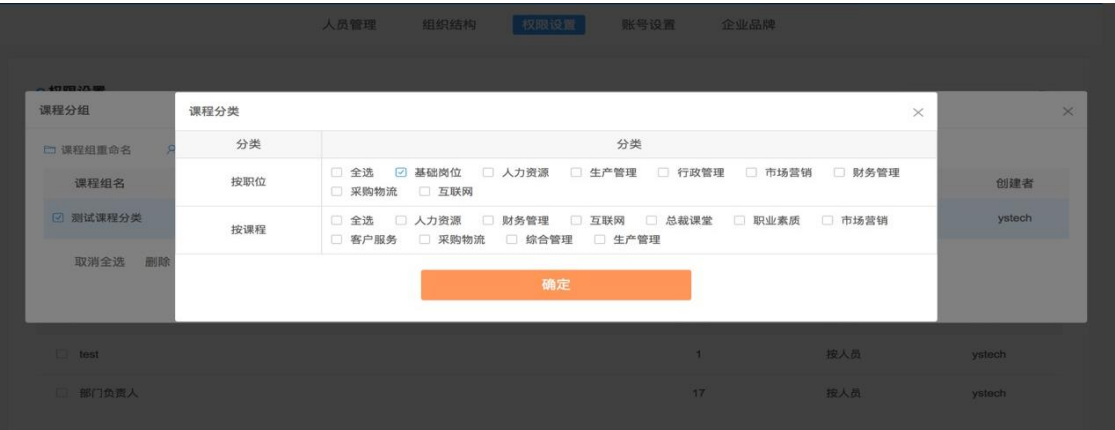 人员管理 组织结构 权限设置 账号设置 企业品牌
权限设置
课程分组
课程分类
课程组重命名
分类 分类
课程组名 创建者
按职位 全选 基础岗位 人力资源 生产管理 行政管理 市场营销 财务管理
采购物流 互联网
测试课程分类 ystech
按课程 全选 人力资源 财务管理 互联网 总裁课堂 职业素质 市场营销
客户服务 采购物流 综合管理 生产管理
取消全选 删除
确定
test 1 按人员 ystech
部门负责人 17 按人员 ystech